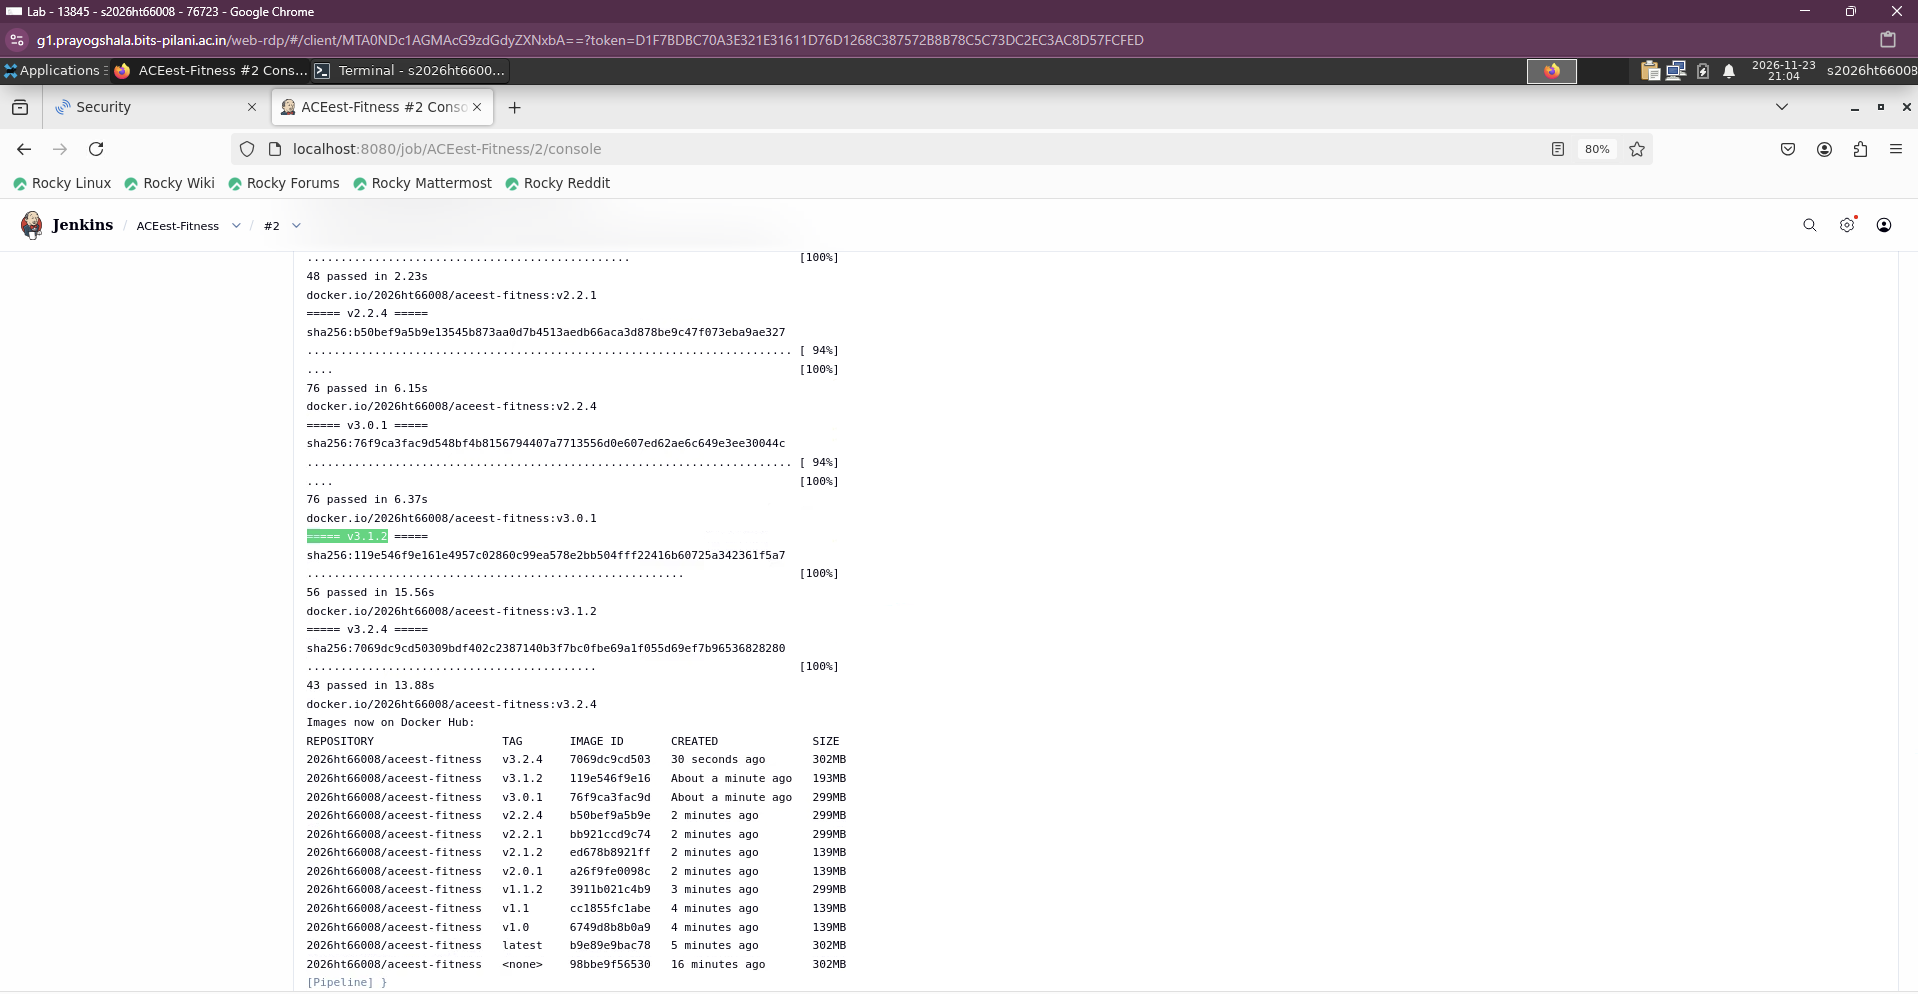 Lab - 13845 - s2026ht66008 - 76723 - Google Chrome
g1.prayogshala.bits-pilani.ac.in/web-rdp/#/client/MTA0NDc1AGMAcG9zdGdyZXNxbA==?token=D1F7BDBC70A3E321E31611D76D1268C387572B8B78C5C73DC2EC3AC8D57FCFED
Applications ACEest-Fitness #2 Cons... Terminal - s2026ht6600... 2026-11-23 21:04 s2026ht66008
Security ACEest-Fitness #2 Conso
localhost:8080/job/ACEest-Fitness/2/console 80%
Rocky Linux Rocky Wiki Rocky Forums Rocky Mattermost Rocky Reddit
Jenkins / ACEest-Fitness / #2
................................................ [100%]
48 passed in 2.23s
docker.io/2026ht66008/aceest-fitness:v2.2.1
===== v2.2.4 =====
sha256:b50bef9a5b9e13545b873aa0d7b4513aedb66aca3d878be9c47f073eba9ae327
........................................................................ [ 94%]
.... [100%]
76 passed in 6.15s
docker.io/2026ht66008/aceest-fitness:v2.2.4
===== v3.0.1 =====
sha256:76f9ca3fac9d548bf4b8156794407a7713556d0e607ed62ae6c649e3ee30044c
........................................................................ [ 94%]
.... [100%]
76 passed in 6.37s
docker.io/2026ht66008/aceest-fitness:v3.0.1
===== v3.1.2 =====
sha256:119e546f9e161e4957c02860c99ea578e2bb504fff22416b60725a342361f5a7
........................................................ [100%]
56 passed in 15.56s
docker.io/2026ht66008/aceest-fitness:v3.1.2
===== v3.2.4 =====
sha256:7069dc9cd50309bdf402c2387140b3f7bc0fbe69a1f055d69ef7b96536828280
........................................... [100%]
43 passed in 13.88s
docker.io/2026ht66008/aceest-fitness:v3.2.4
Images now on Docker Hub:
REPOSITORY TAG IMAGE ID CREATED SIZE
2026ht66008/aceest-fitness v3.2.4 7069dc9cd503 30 seconds ago 302MB
2026ht66008/aceest-fitness v3.1.2 119e546f9e16 About a minute ago 193MB
2026ht66008/aceest-fitness v3.0.1 76f9ca3fac9d About a minute ago 299MB
2026ht66008/aceest-fitness v2.2.4 b50bef9a5b9e 2 minutes ago 299MB
2026ht66008/aceest-fitness v2.2.1 bb921ccd9c74 2 minutes ago 299MB
2026ht66008/aceest-fitness v2.1.2 ed678b8921ff 2 minutes ago 139MB
2026ht66008/aceest-fitness v2.0.1 a26f9fe0098c 2 minutes ago 139MB
2026ht66008/aceest-fitness v1.1.2 3911b021c4b9 3 minutes ago 299MB
2026ht66008/aceest-fitness v1.1 cc1855fc1abe 4 minutes ago 139MB
2026ht66008/aceest-fitness v1.0 6749d8b8b0a9 4 minutes ago 139MB
2026ht66008/aceest-fitness latest b9e89e9bac78 5 minutes ago 302MB
2026ht66008/aceest-fitness <none> 98bbe9f56530 16 minutes ago 302MB
[Pipeline] }